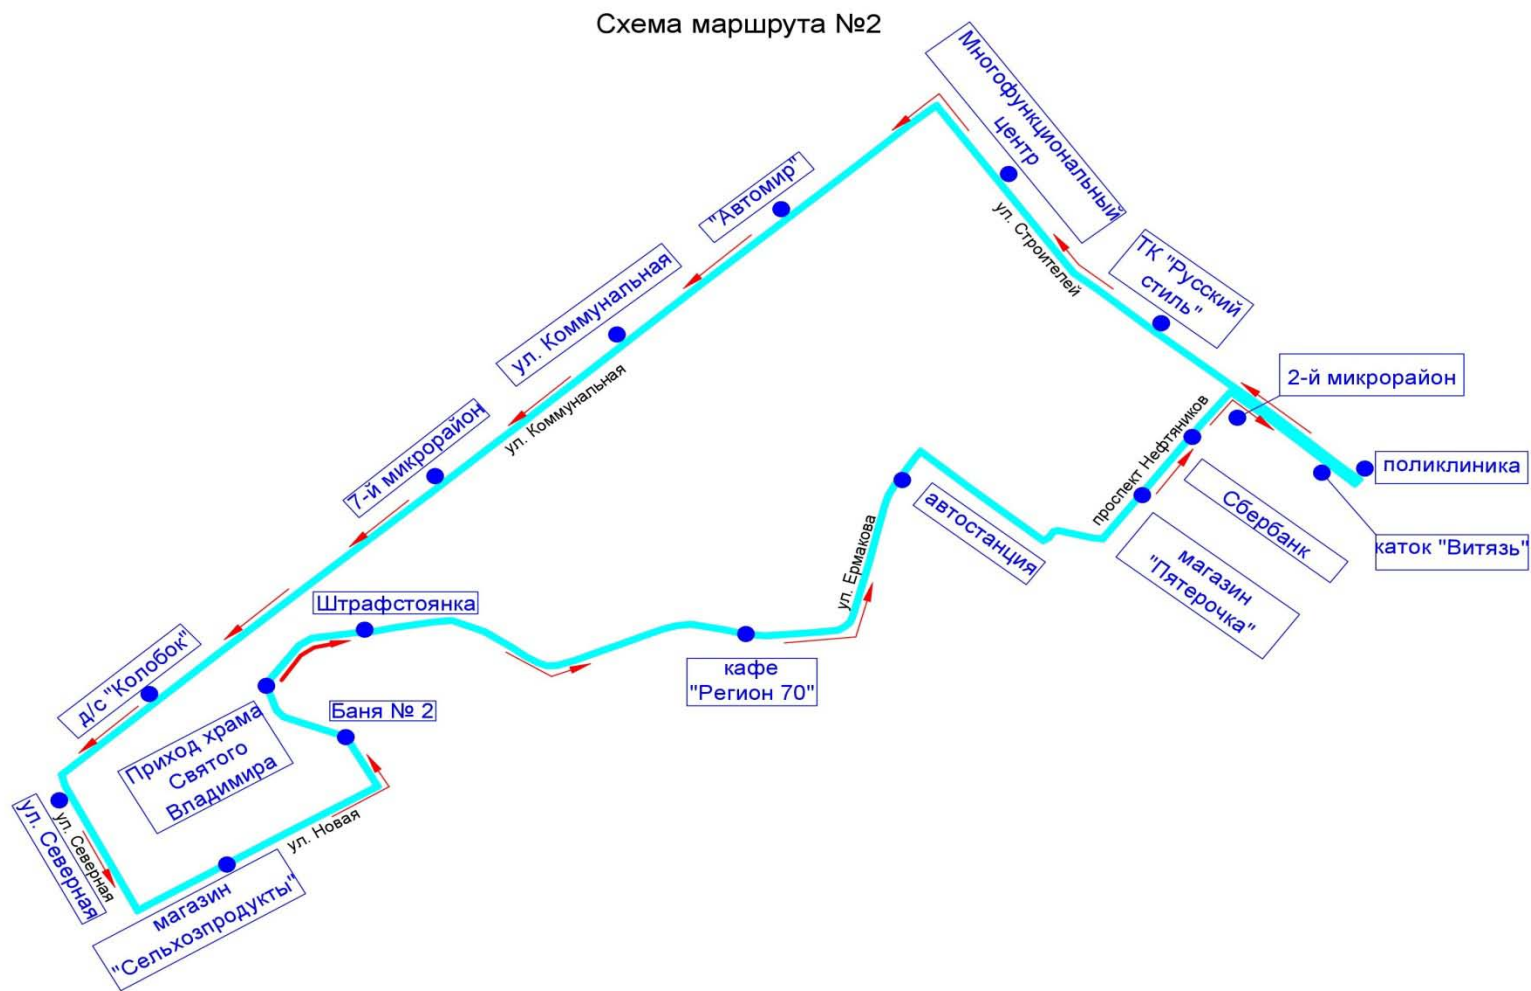 Схема маршрута №2
Многофункциональный
центр
"Автомир"
ул. Строителей
ТК "Русский
стиль"
ул. Коммунальная
ул. Коммунальная
2-й микрорайон
7-й микрорайон
проспект Нефтяников
поликлиника
Сбербанк
каток "Витязь"
магазин
"Пятерочка"
автостанция
ул. Ермакова
Штрафстоянка
кафе
"Регион 70"
д/с "Колобок"
Баня № 2
Приход храма
Святого
Владимира
ул. Северная
ул. Северная
ул. Новая
магазин
"Сельхозпродукты"